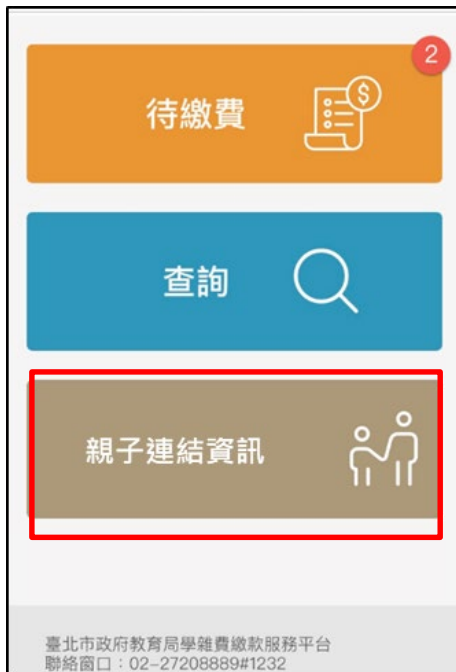 2
待繳費
$
查詢
親子連結資訊
臺北市政府教育局學雜費繳款服務平台
聯絡窗口：02-27208889#1232